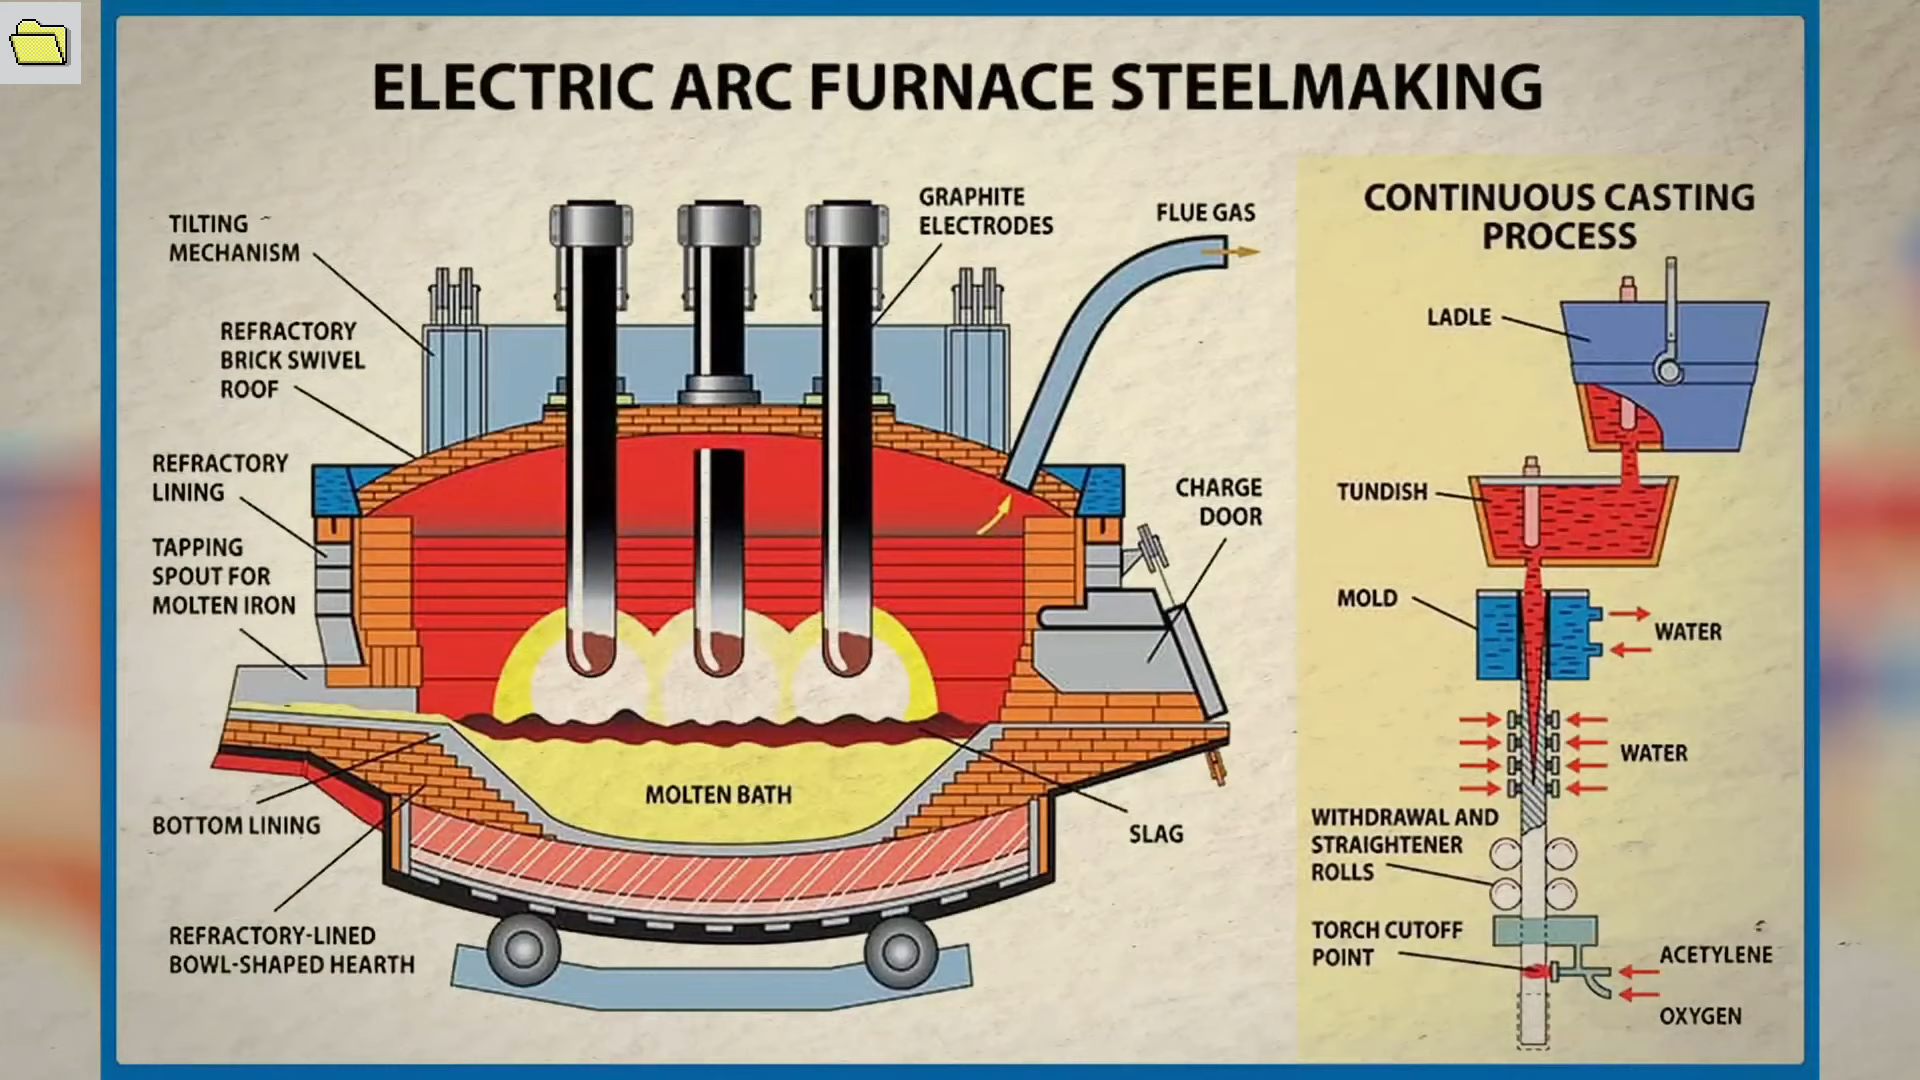 ELECTRIC ARC FURNACE STEELMAKING
TILTING
MECHANISM
REFRACTORY
BRICK SWIVEL
ROOF
REFRACTORY
LINING
TAPPING
SPOUT FOR
MOLTEN IRON
BOTTOM LINING
REFRACTORY-LINED
BOWL-SHAPED HEARTH
GRAPHITE
ELECTRODES
FLUE GAS
CHARGE
DOOR
MOLTEN BATH
SLAG
CONTINUOUS CASTING
PROCESS
LADLE
TUNDISH
MOLD
WATER
WATER
WITHDRAWAL AND
STRAIGHTENER
ROLLS
TORCH CUTOFF
POINT
ACETYLENE
OXYGEN